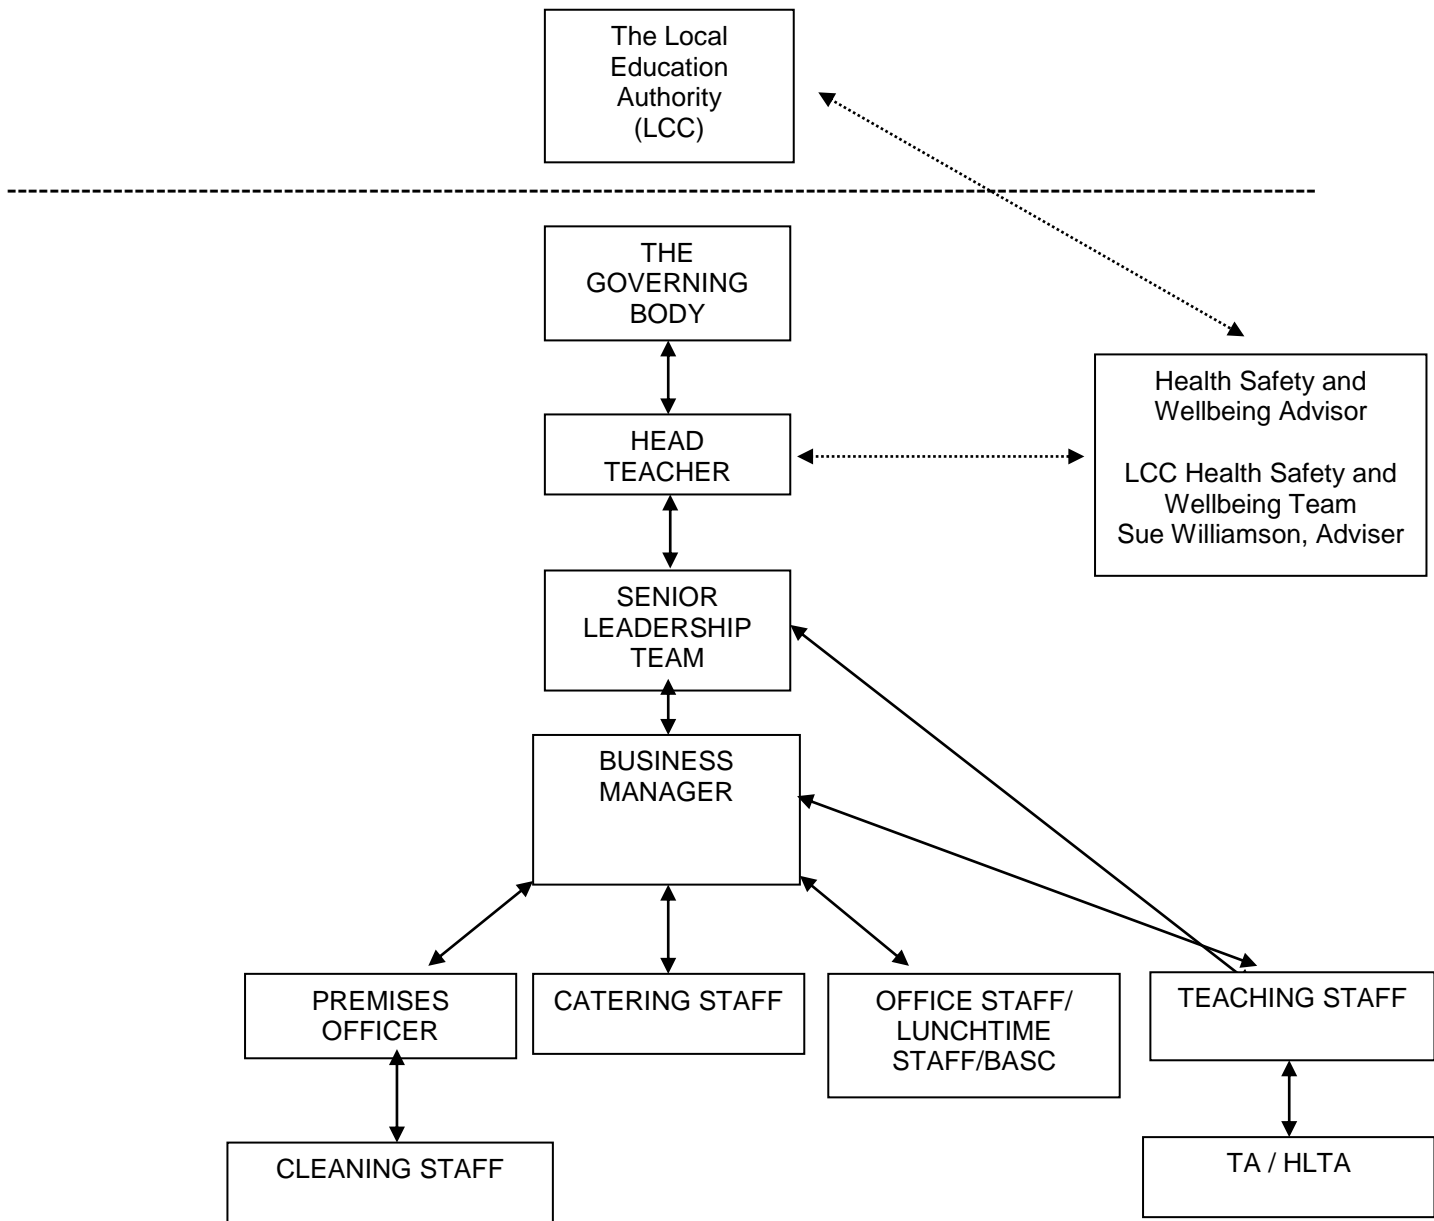 The Local
Education
Authority
(LCC)
THE
GOVERNING
BODY
HEAD
TEACHER
Health Safety and
Wellbeing Advisor
LCC Health Safety and
Wellbeing Team
Sue Williamson, Adviser
SENIOR
LEADERSHIP
TEAM
BUSINESS
MANAGER
PREMISES
OFFICER
CATERING STAFF
OFFICE STAFF/
LUNCHTIME
STAFF/BASC
TEACHING STAFF
CLEANING STAFF
TA / HLTA